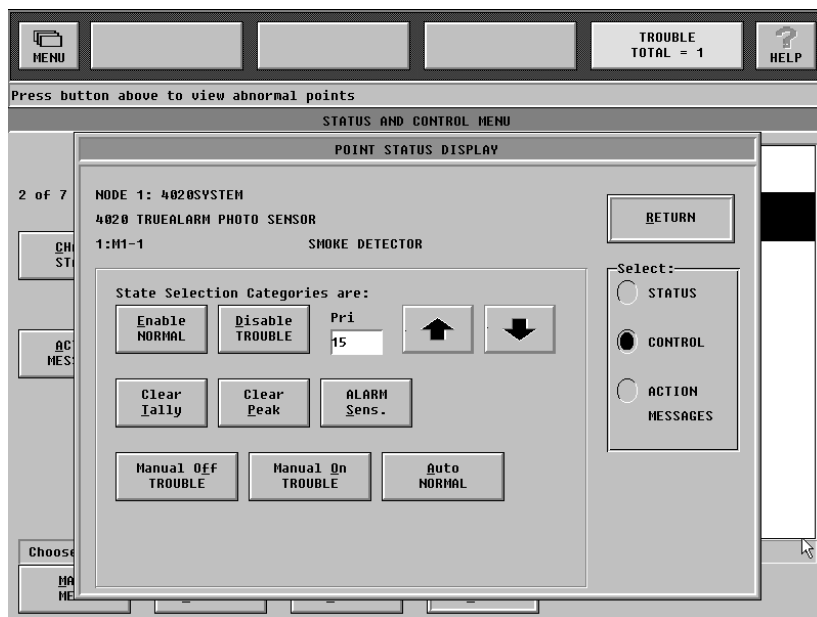 MENU
TROUBLE
TOTAL = 1
HELP
Press button above to view abnormal points
STATUS AND CONTROL MENU
POINT STATUS DISPLAY
2 of 7
NODE 1: 4020SYSTEM
4020 TRUEALARM PHOTO SENSOR
1:M1-1 SMOKE DETECTOR
RETURN
State Selection Categories are:
Enable
NORMAL
Disable
TROUBLE
Pri
15
Clear
Tally
Clear
Peak
ALARM
Sens.
Manual Off
TROUBLE
Manual On
TROUBLE
Auto
NORMAL
Select:
STATUS
CONTROL
ACTION
MESSAGES
Choose